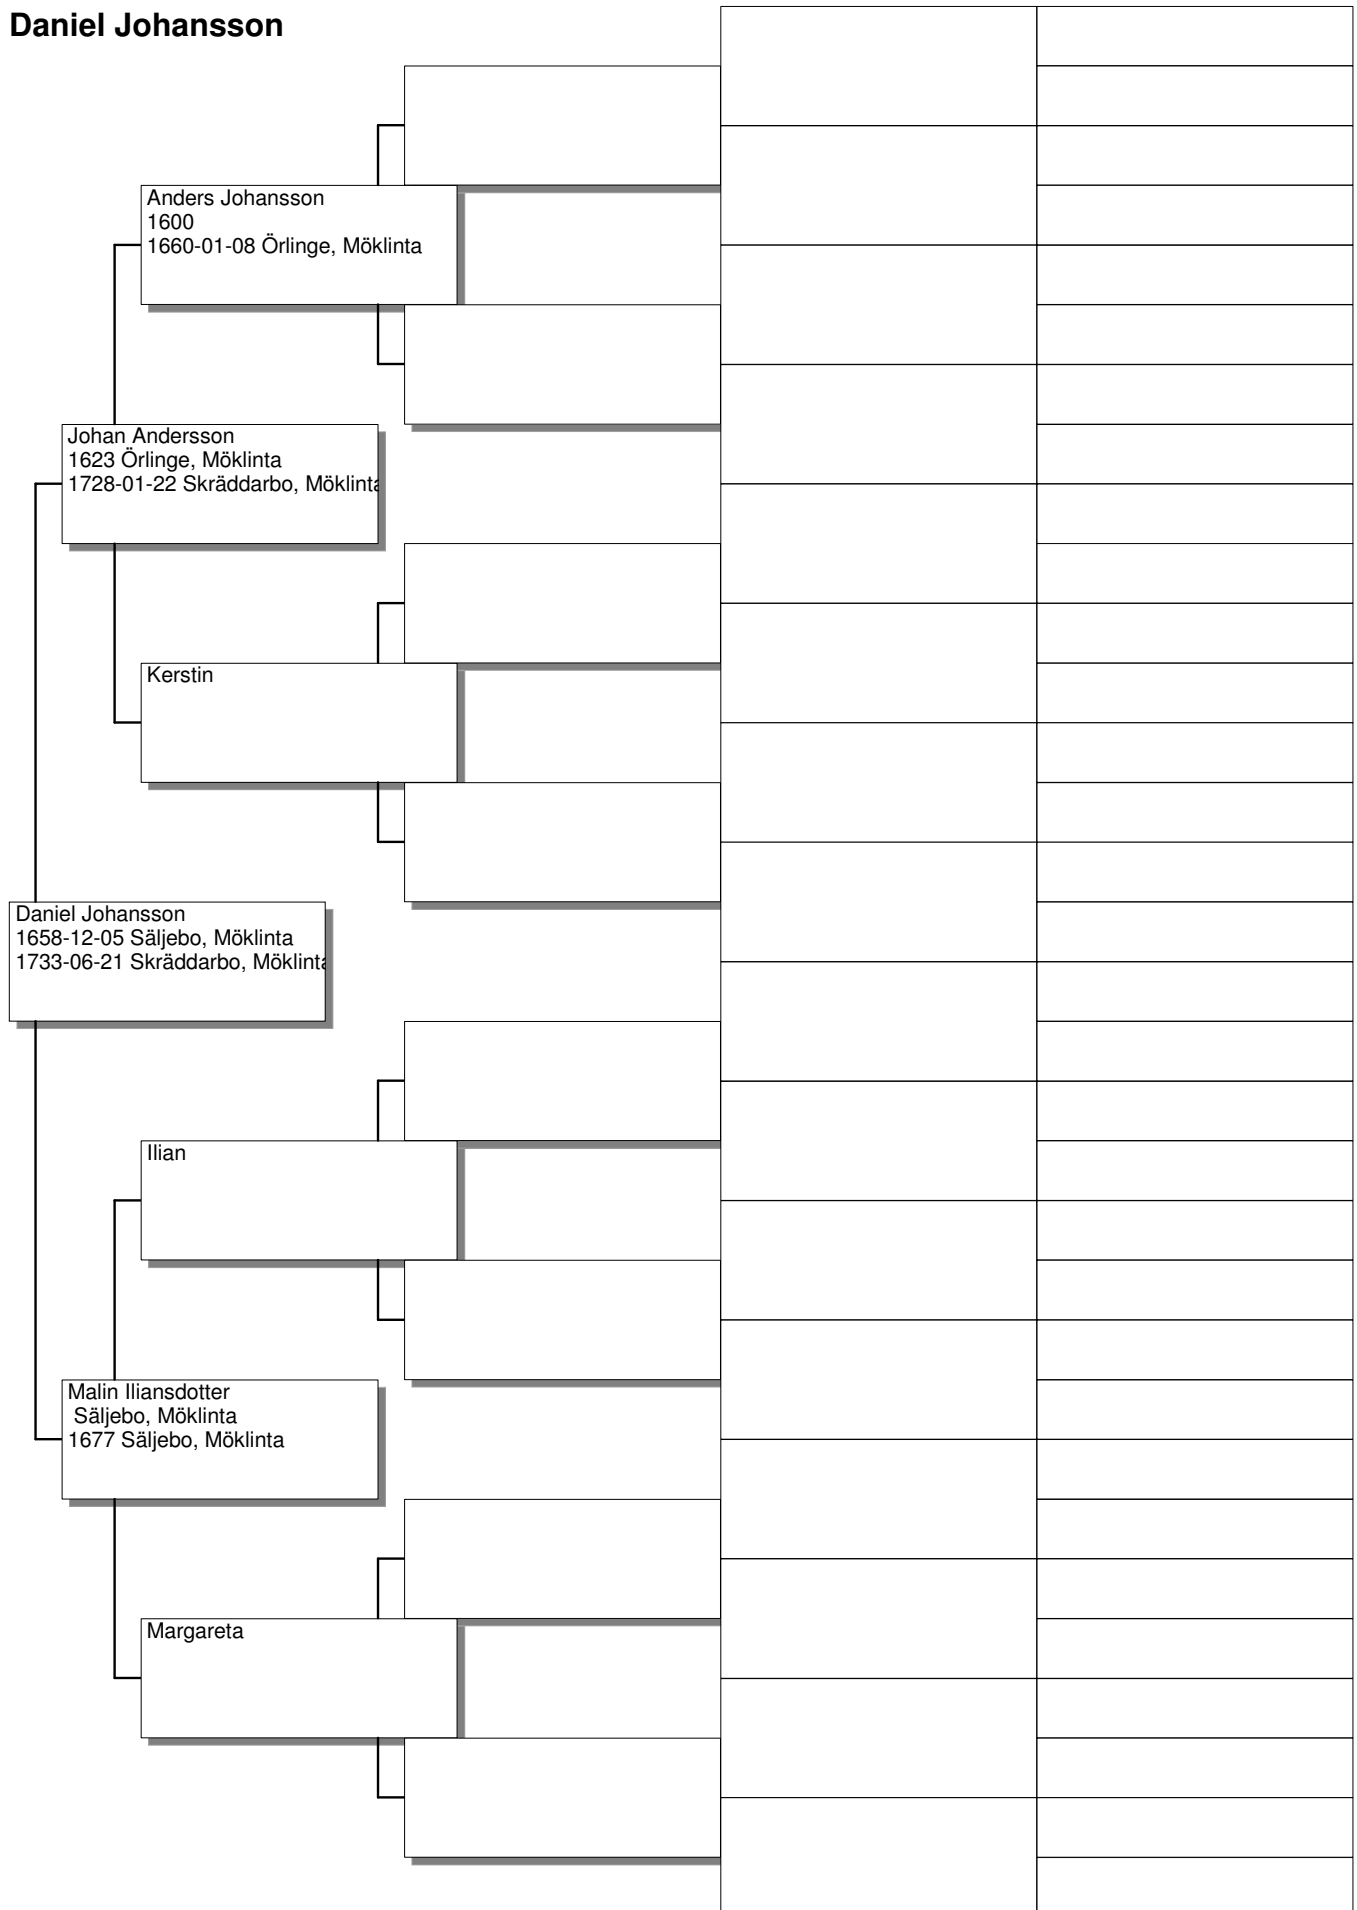 Daniel Johansson
Anders Johansson
1600
1660-01-08 Örlinge, Möklinta
Johan Andersson
1623 Örlinge, Möklinta
1728-01-22 Skräddarbo, Möklinta
Kerstin
Daniel Johansson
1658-12-05 Säljebo, Möklinta
1733-06-21 Skräddarbo, Möklinta
Ilian
Malin Iliansdotter
Säljebo, Möklinta
1677 Säljebo, Möklinta
Margareta